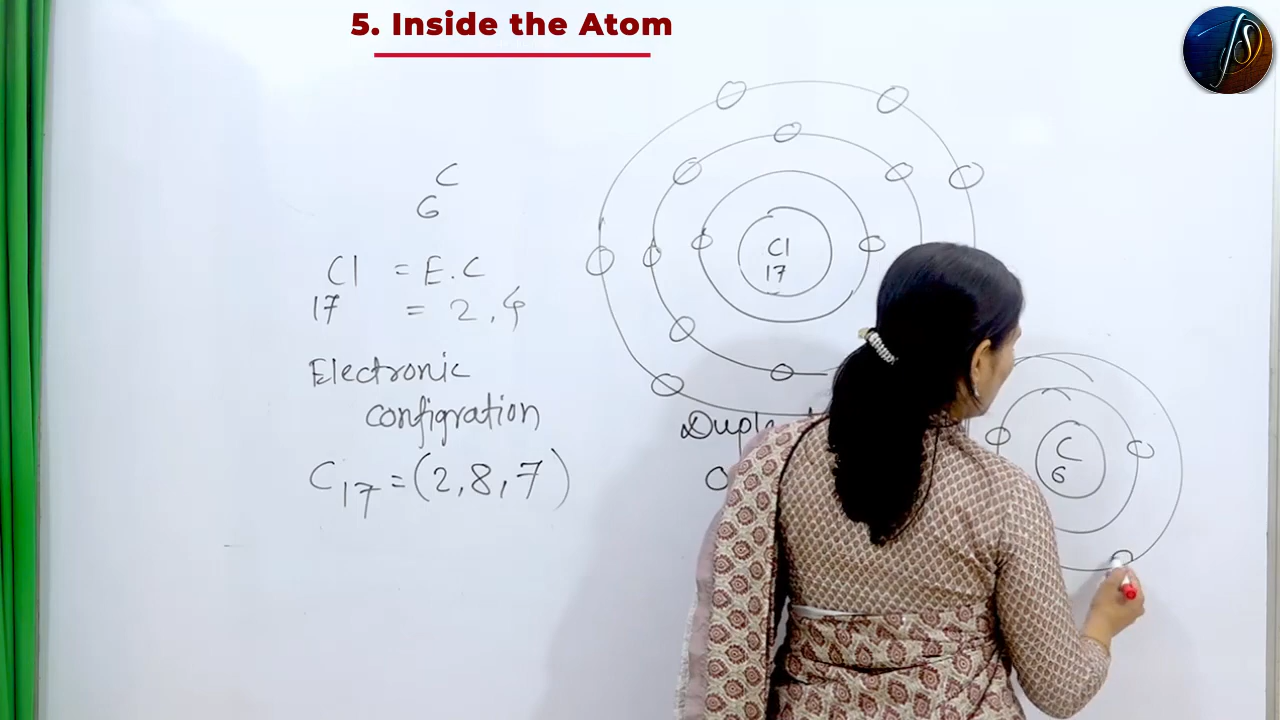 5. Inside the Atom
C
6
Cl = E.C
17 = 2, 4
Electronic
configration
C17 = (2, 8, 7)
Cl
17
C
6